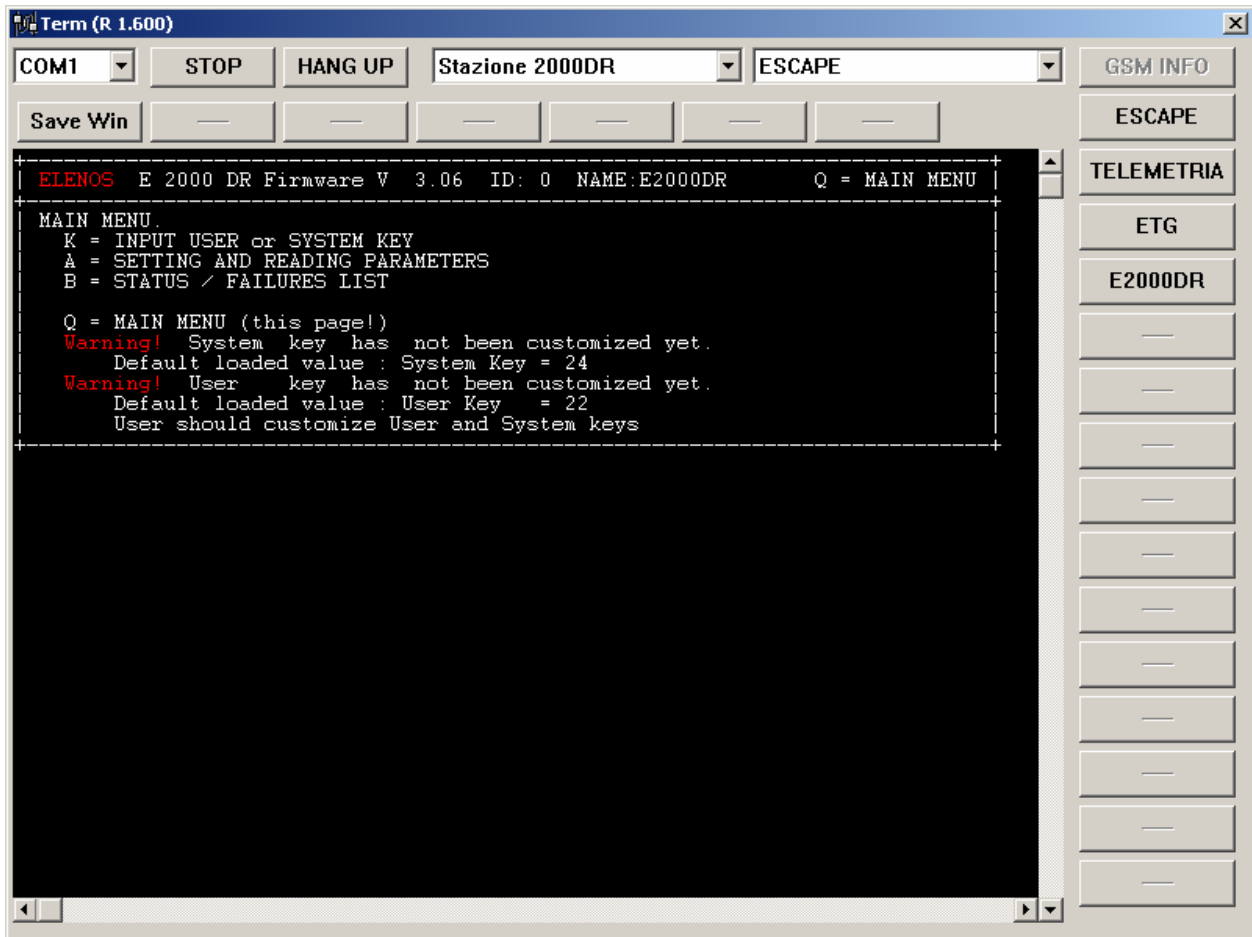 Term (R 1.600)
COM1 STOP HANG UP Stazione 2000DR ESCAPE GSM INFO
Save Win ESCAPE
ELENOS E 2000 DR Firmware V 3.06 ID: 0 NAME:E2000DR Q = MAIN MENU
MAIN MENU.
K = INPUT USER or SYSTEM KEY
A = SETTING AND READING PARAMETERS
B = STATUS / FAILURES LIST
Q = MAIN MENU (this page!)
Warning! System key has not been customized yet.
Default loaded value : System Key = 24
Warning! User key has not been customized yet.
Default loaded value : User Key = 22
User should customize User and System keys
TELEMETRIA
ETG
E2000DR